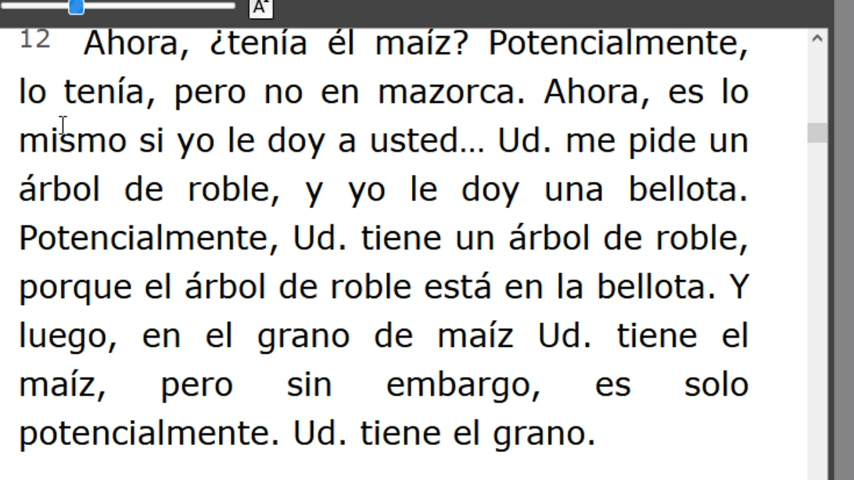 A
12 Ahora, ¿tenía él maíz? Potencialmente,
lo tenía, pero no en mazorca. Ahora, es lo
mismo si yo le doy a usted... Ud. me pide un
árbol de roble, y yo le doy una bellota.
Potencialmente, Ud. tiene un árbol de roble,
porque el árbol de roble está en la bellota. Y
luego, en el grano de maíz Ud. tiene el
maíz, pero sin embargo, es solo
potencialmente. Ud. tiene el grano.